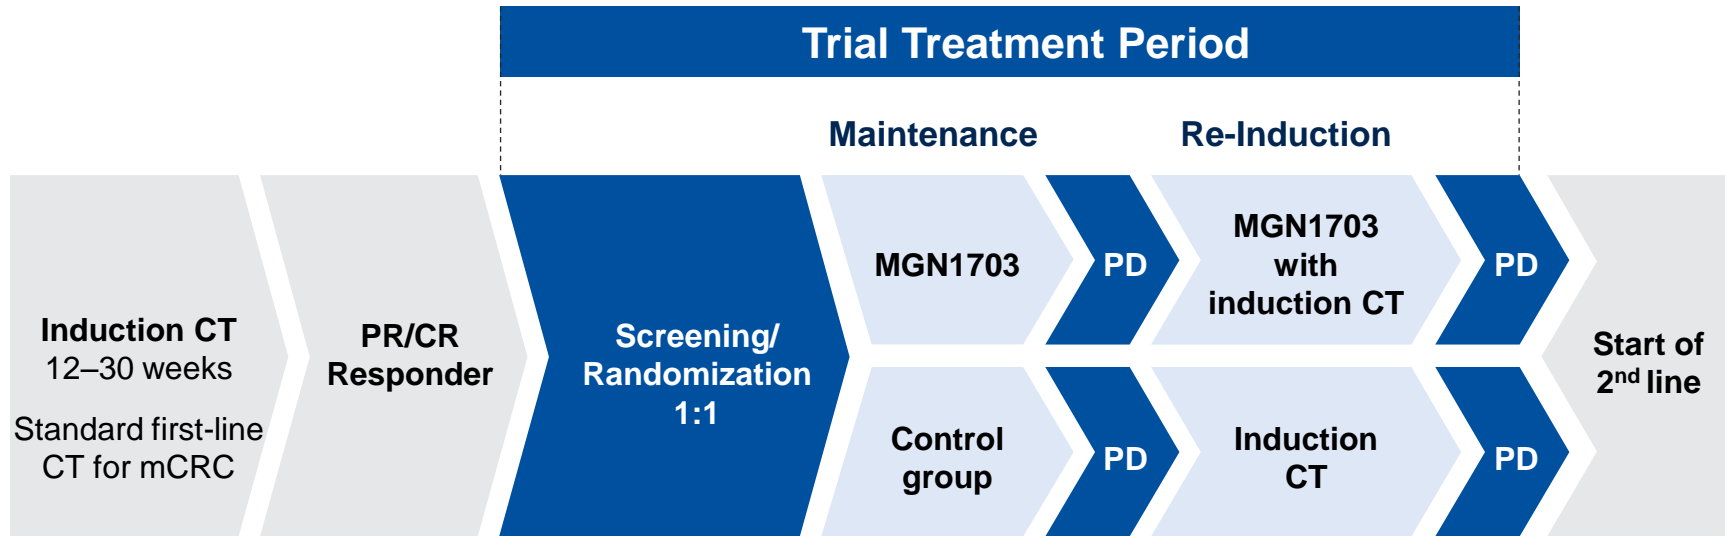 Trial Treatment Period
Maintenance
Re-Induction
Induction CT
12–30 weeks
Standard first-line
CT for mCRC
PR/CR
Responder
Screening/
Randomization
1:1
MGN1703
PD
MGN1703
with
induction CT
PD
Control
group
PD
Induction
CT
PD
Start of
2nd line